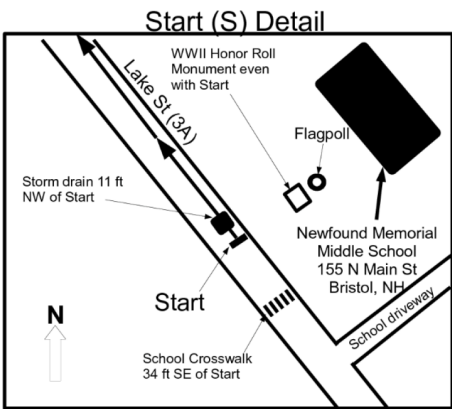 Start (S) Detail
WWII Honor Roll
Monument even
with Start
Lake St (3A)
Flagpoll
Storm drain 11 ft
NW of Start
Newfound Memorial
Middle School
155 N Main St
Bristol, NH
Start
School driveway
N
School Crosswalk
34 ft SE of Start